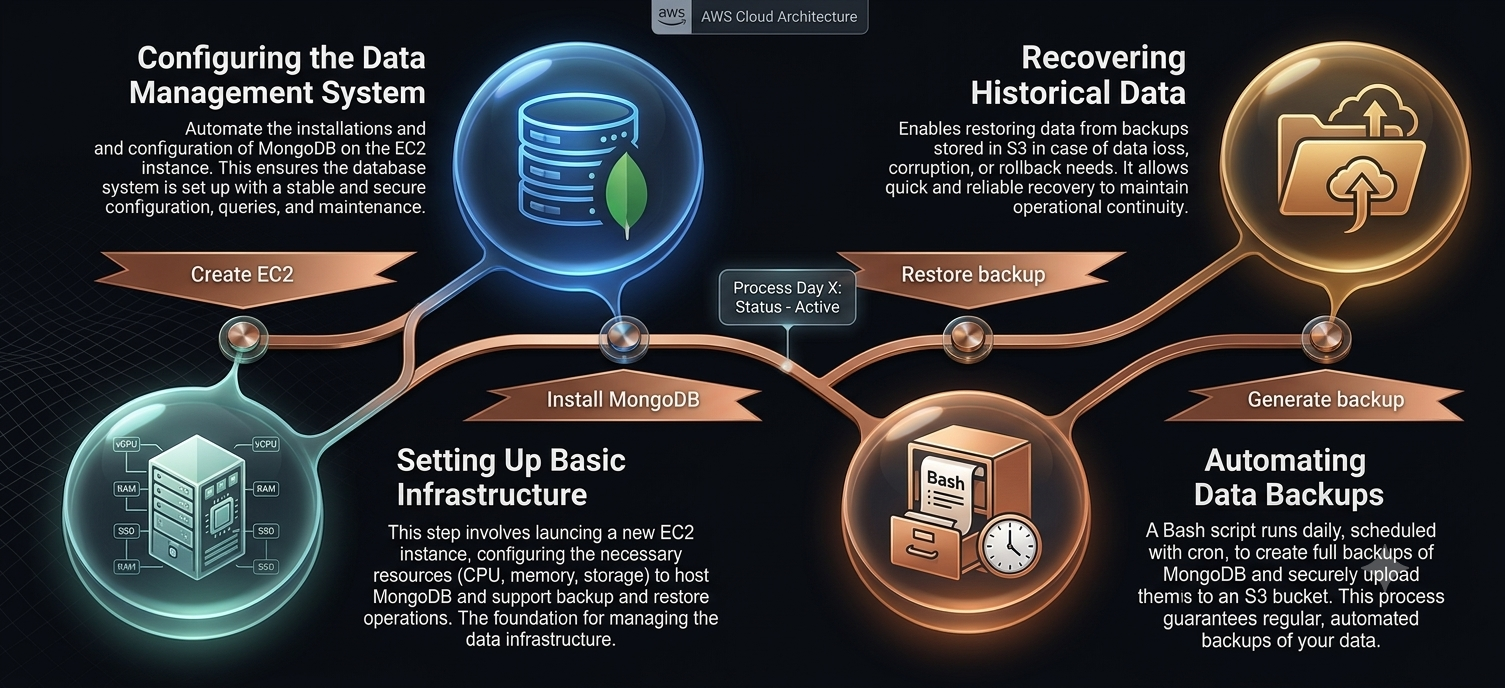 aws AWS Cloud Architecture
Configuring the Data
Management System
Automate the installations and
and configuration of MongoDB on the EC2
instance. This ensures the database
system is set up with a stable and secure
configuration, queries, and maintenance.
Recovering
Historical Data
Enables restoring data from backups
stored in S3 in case of data loss,
corruption, or rollback needs. It allows
quick and reliable recovery to maintain
operational continuity.
Create EC2
Process Day X:
Status - Active
Restore backup
Install MongoDB
Generate backup
vGPU
vCPU
RAM
RAM
SSO
SSD
RAM
SSD
Setting Up Basic
Infrastructure
This step involves launcing a new EC2
instance, configuring the necessary
resources (CPU, memory, storage) to host
MongoDB and support backup and restore
operations. The foundation for managing the
data infrastructure.
Bash
Automating
Data Backups
A Bash script runs daily, scheduled
with cron, to create full backups of
MongoDB and securely upload
thems to an S3 bucket. This process
guarantees regular, automated
backups of your data.